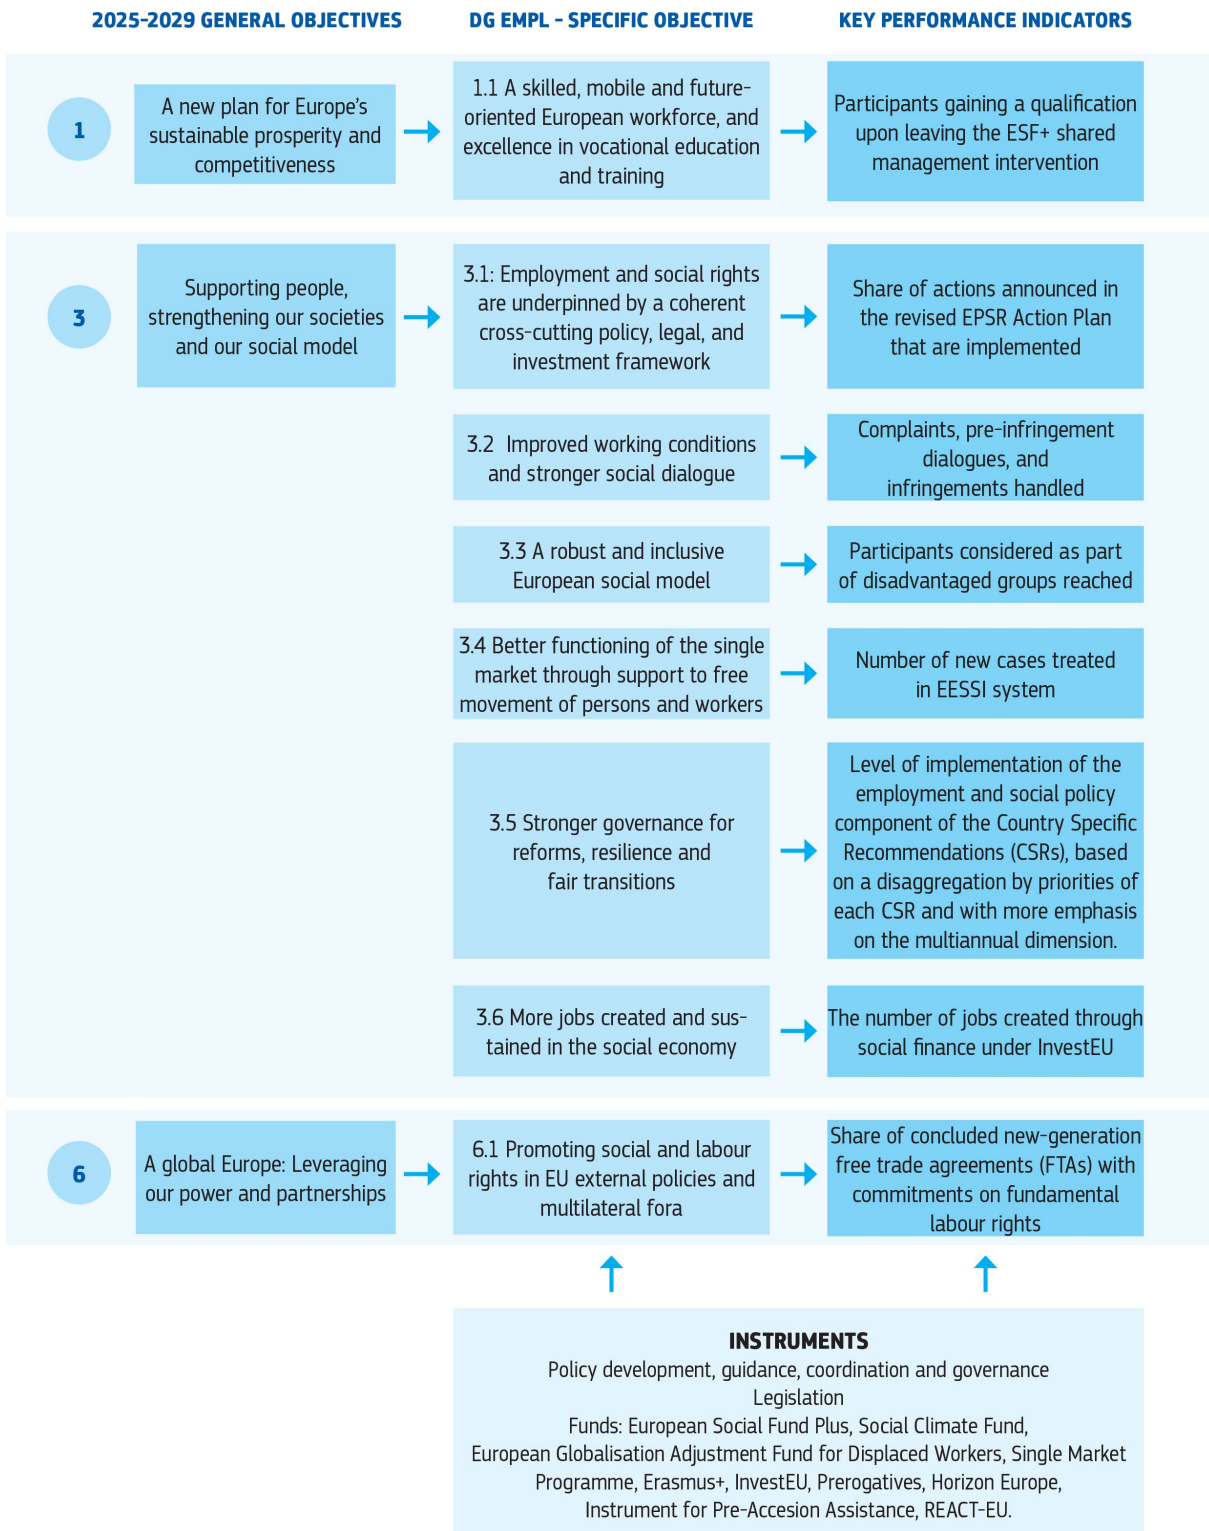 2025-2029 GENERAL OBJECTIVES
DG EMPL - SPECIFIC OBJECTIVE
KEY PERFORMANCE INDICATORS
1
A new plan for Europe's
sustainable prosperity and
competitiveness
1.1 A skilled, mobile and future-
oriented European workforce, and
excellence in vocational education
and training
Participants gaining a qualification
upon leaving the ESF+ shared
management intervention
3
Supporting people,
strengthening our societies
and our social model
3.1: Employment and social rights
are underpinned by a coherent
cross-cutting policy, legal, and
investment framework
Share of actions announced in
the revised EPSR Action Plan
that are implemented
3.2 Improved working conditions
and stronger social dialogue
Complaints, pre-infringement
dialogues, and
infringements handled
3.3 A robust and inclusive
European social model
Participants considered as part
of disadvantaged groups reached
3.4 Better functioning of the single
market through support to free
movement of persons and workers
Number of new cases treated
in EESSI system
3.5 Stronger governance for
reforms, resilience and
fair transitions
Level of implementation of the
employment and social policy
component of the Country Specific
Recommendations (CSRs), based
on a disaggregation by priorities of
each CSR and with more emphasis
on the multiannual dimension.
3.6 More jobs created and sus-
tained in the social economy
The number of jobs created through
social finance under InvestEU
6
A global Europe: Leveraging
our power and partnerships
6.1 Promoting social and labour
rights in EU external policies and
multilateral fora
Share of concluded new-generation
free trade agreements (FTAs) with
commitments on fundamental
labour rights
INSTRUMENTS
Policy development, guidance, coordination and governance
Legislation
Funds: European Social Fund Plus, Social Climate Fund,
European Globalisation Adjustment Fund for Displaced Workers, Single Market
Programme, Erasmus+, InvestEU, Prerogatives, Horizon Europe,
Instrument for Pre-Accesion Assistance, REACT-EU.